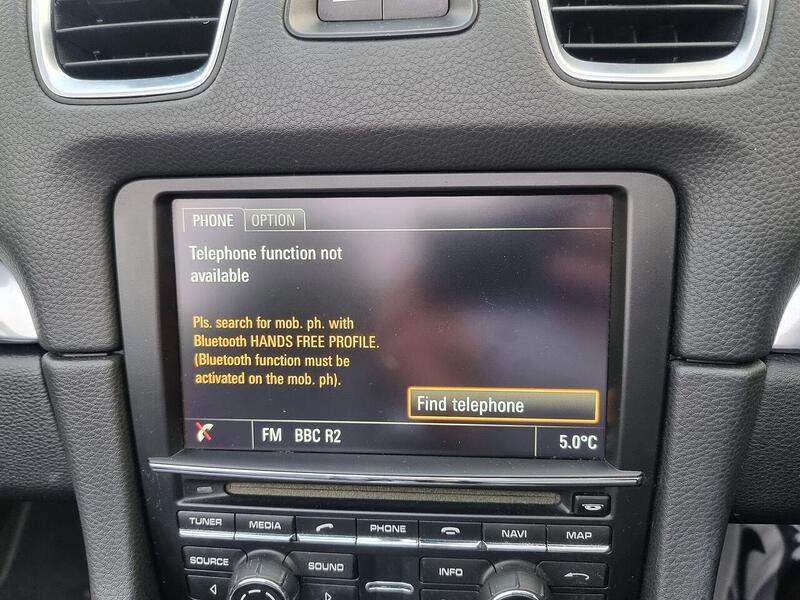 PHONE OPTION
Telephone function not
available
Pls. search for mob. ph. with
Bluetooth HANDS FREE PROFILE.
(Bluetooth function must be
activated on the mob. ph).
Find telephone
FM BBC R2 5.0°C
TUNER MEDIA PHONE NAVI MAP
SOURCE SOUND INFO